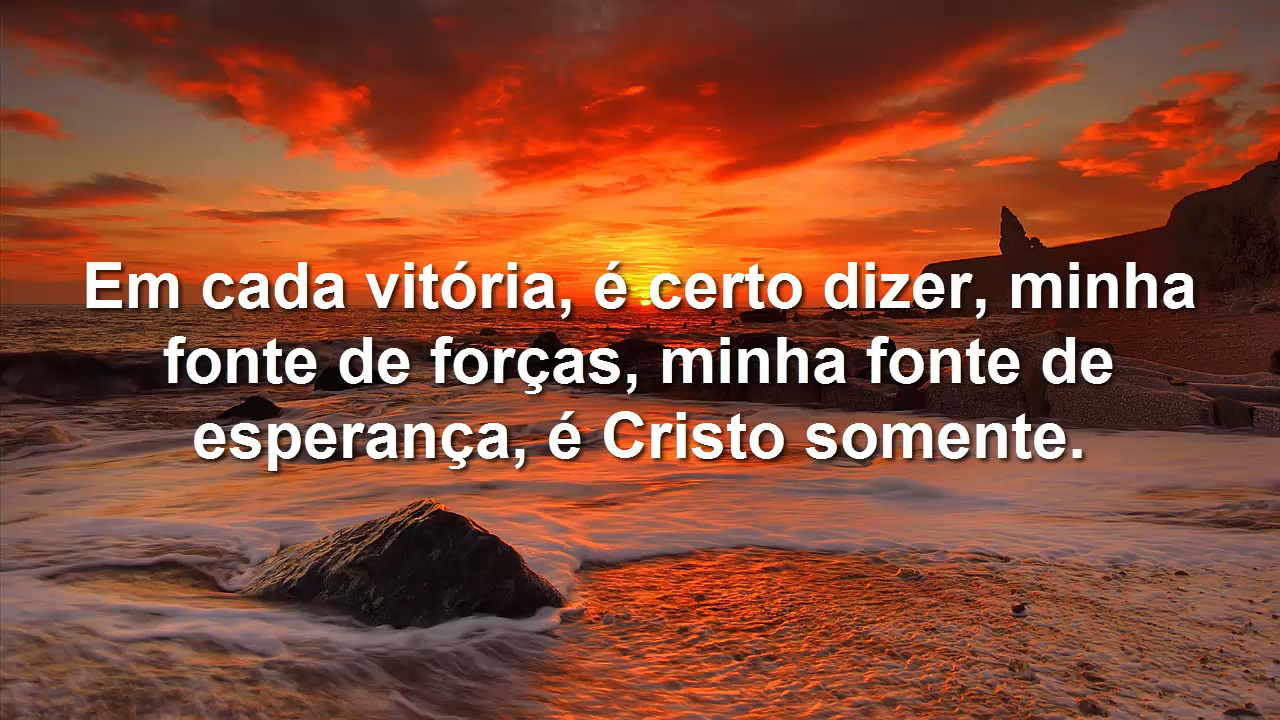 Em cada vitória, é certo dizer, minha
fonte de forças, minha fonte de
esperança, é Cristo somente.